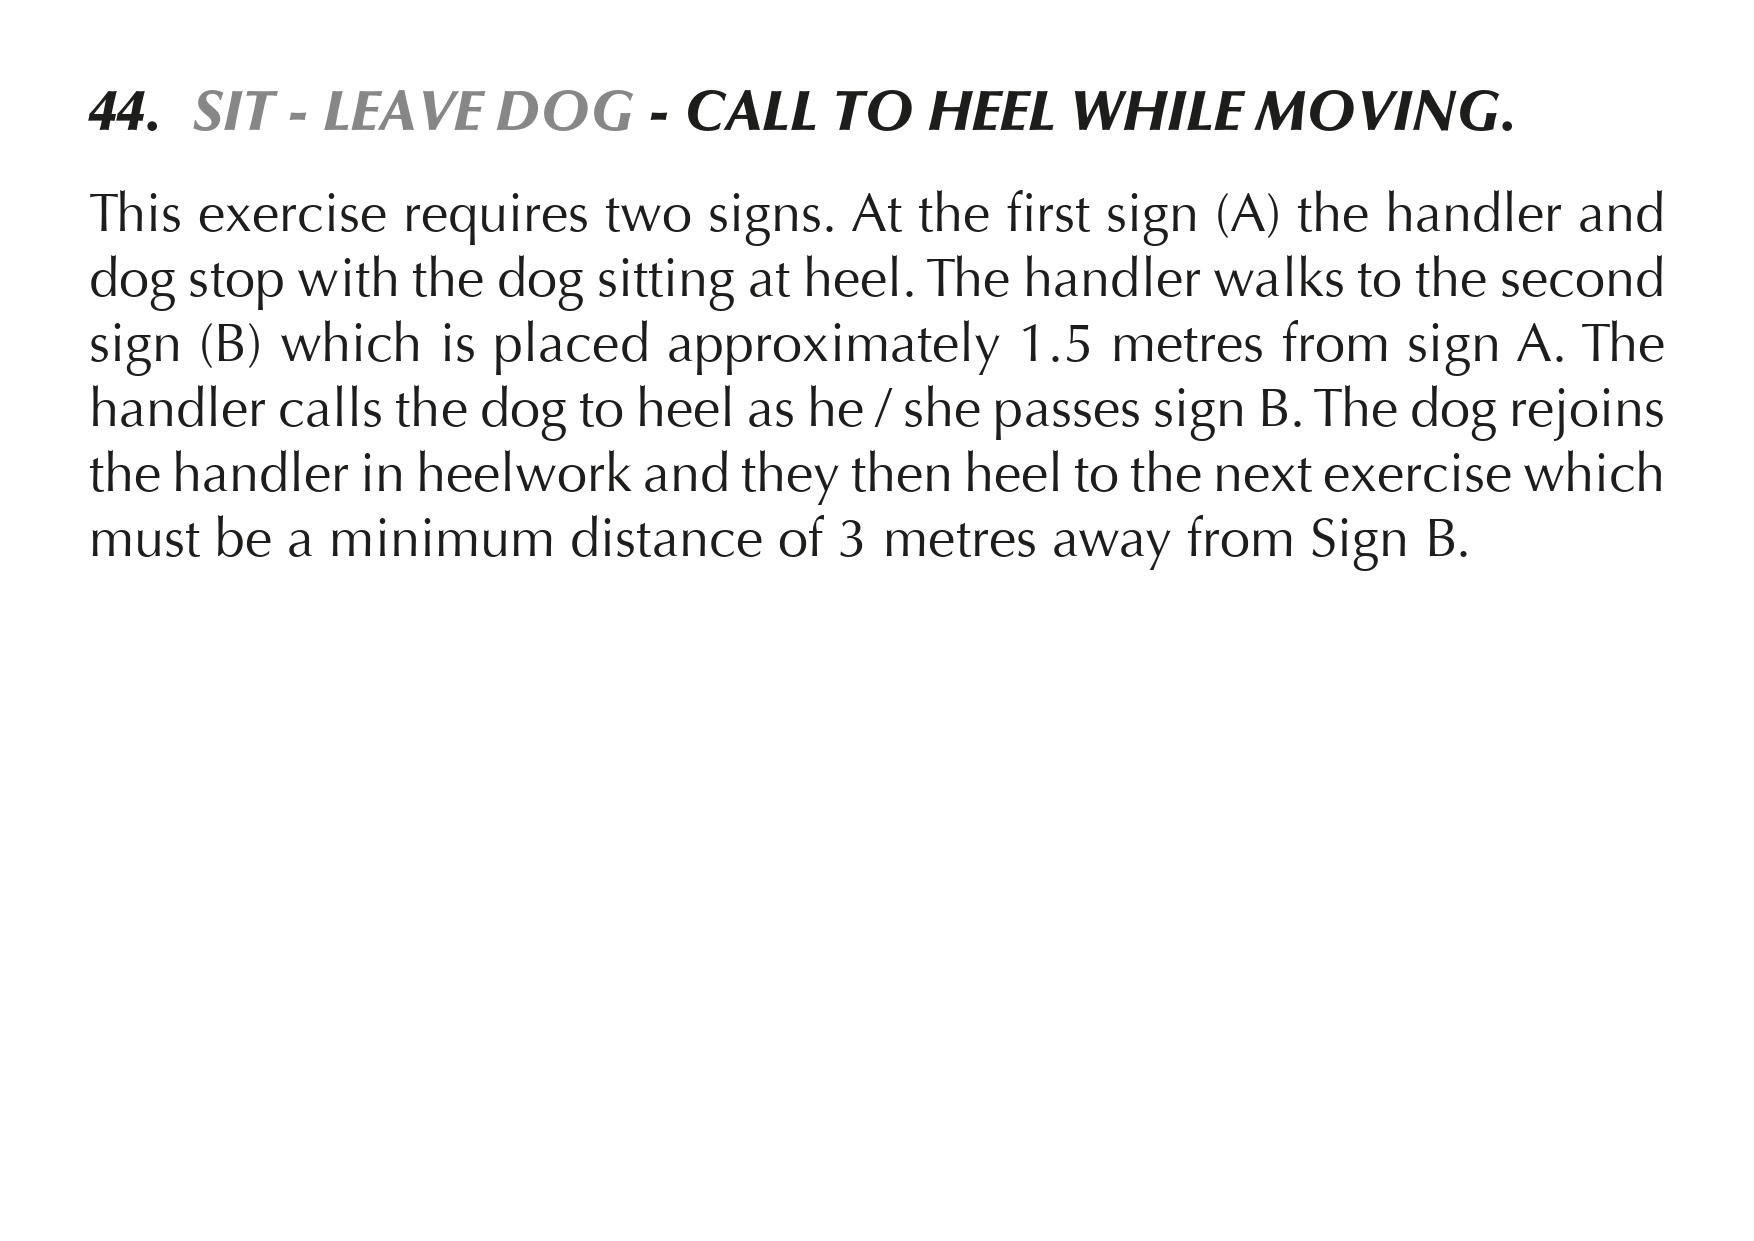 44. SIT - LEAVE DOG - CALL TO HEEL WHILE MOVING.
This exercise requires two signs. At the first sign (A) the handler and
dog stop with the dog sitting at heel. The handler walks to the second
sign (B) which is placed approximately 1.5 metres from sign A. The
handler calls the dog to heel as he / she passes sign B. The dog rejoins
the handler in heelwork and they then heel to the next exercise which
must be a minimum distance of 3 metres away from Sign B.